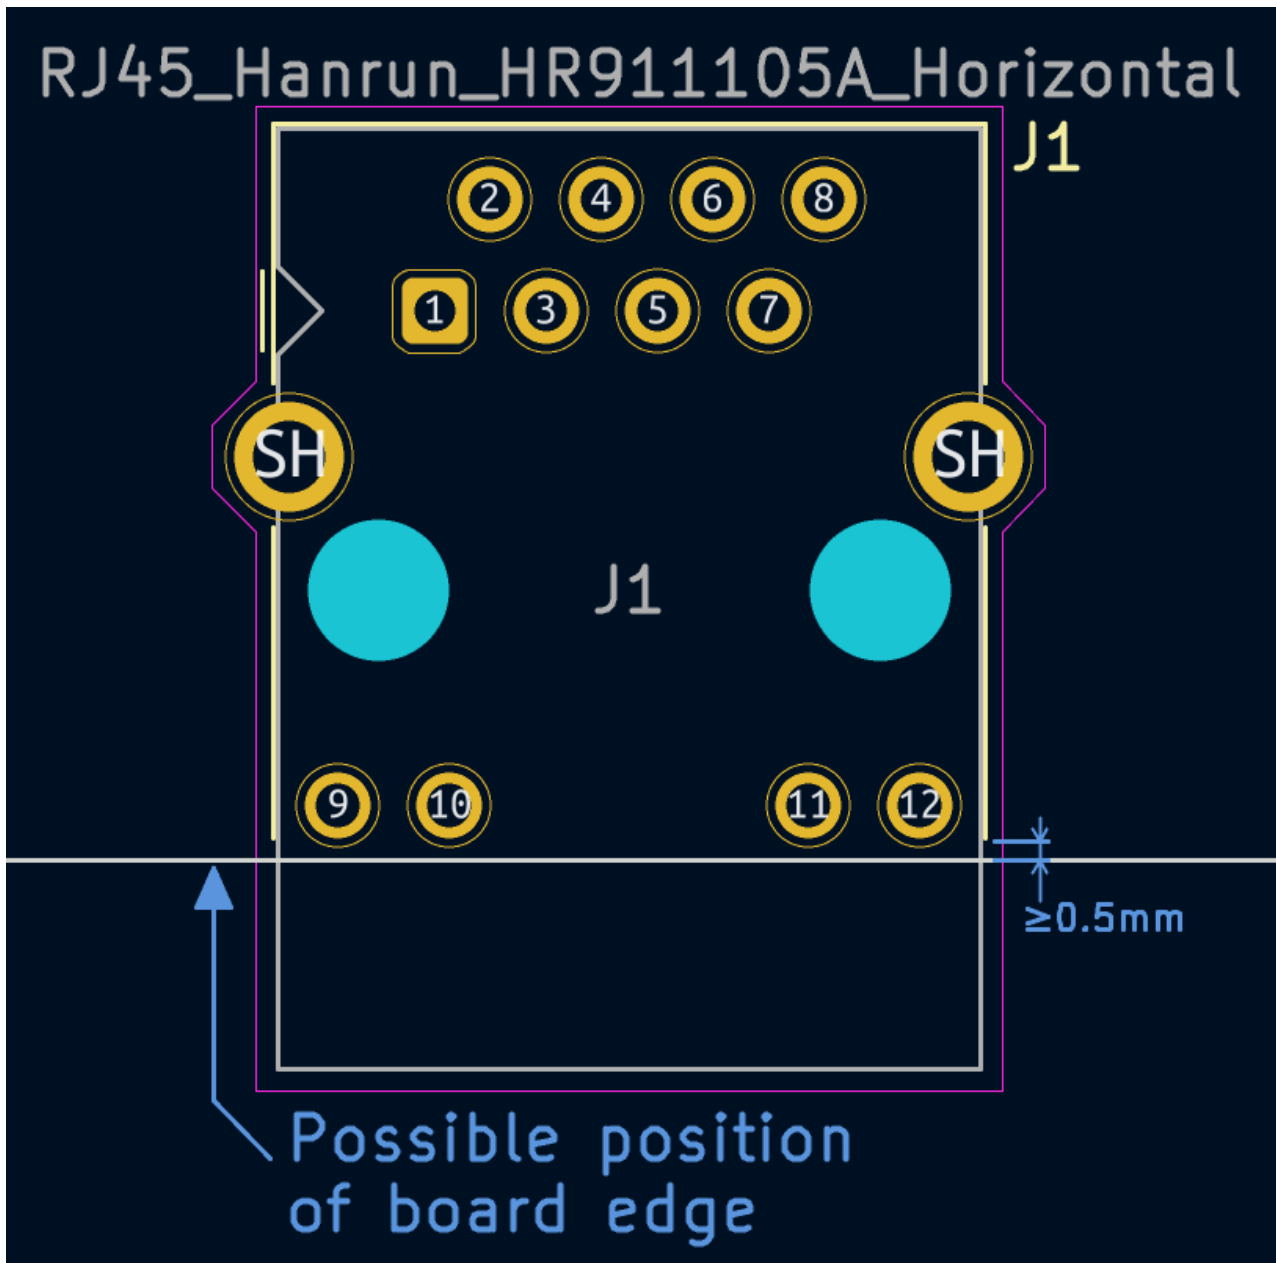 RJ45_Hanrun_HR911105A_Horizontal
J1
2 4 6 8
1 3 5 7
SH SH
J1
9 10 11 12
≥0.5mm
Possible position
of board edge